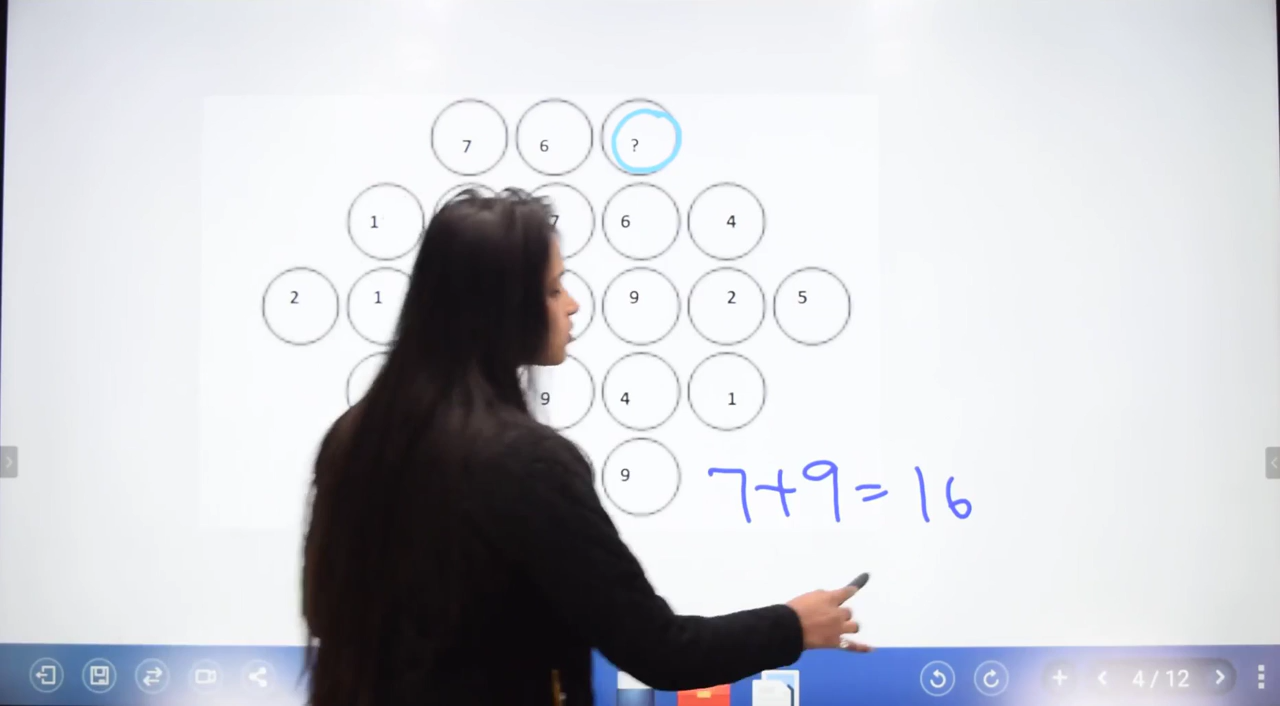 7 6 ?
1 7 6 4
2 1 9 2 5
9 4 1
9
7+9=16
4/12